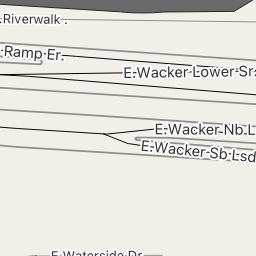 Riverwalk
Ramp Er.
E.Wacker Lower Sr.
E.Wacker Nb L
E.Wacker Sb Lsd
E.Waterside Dr